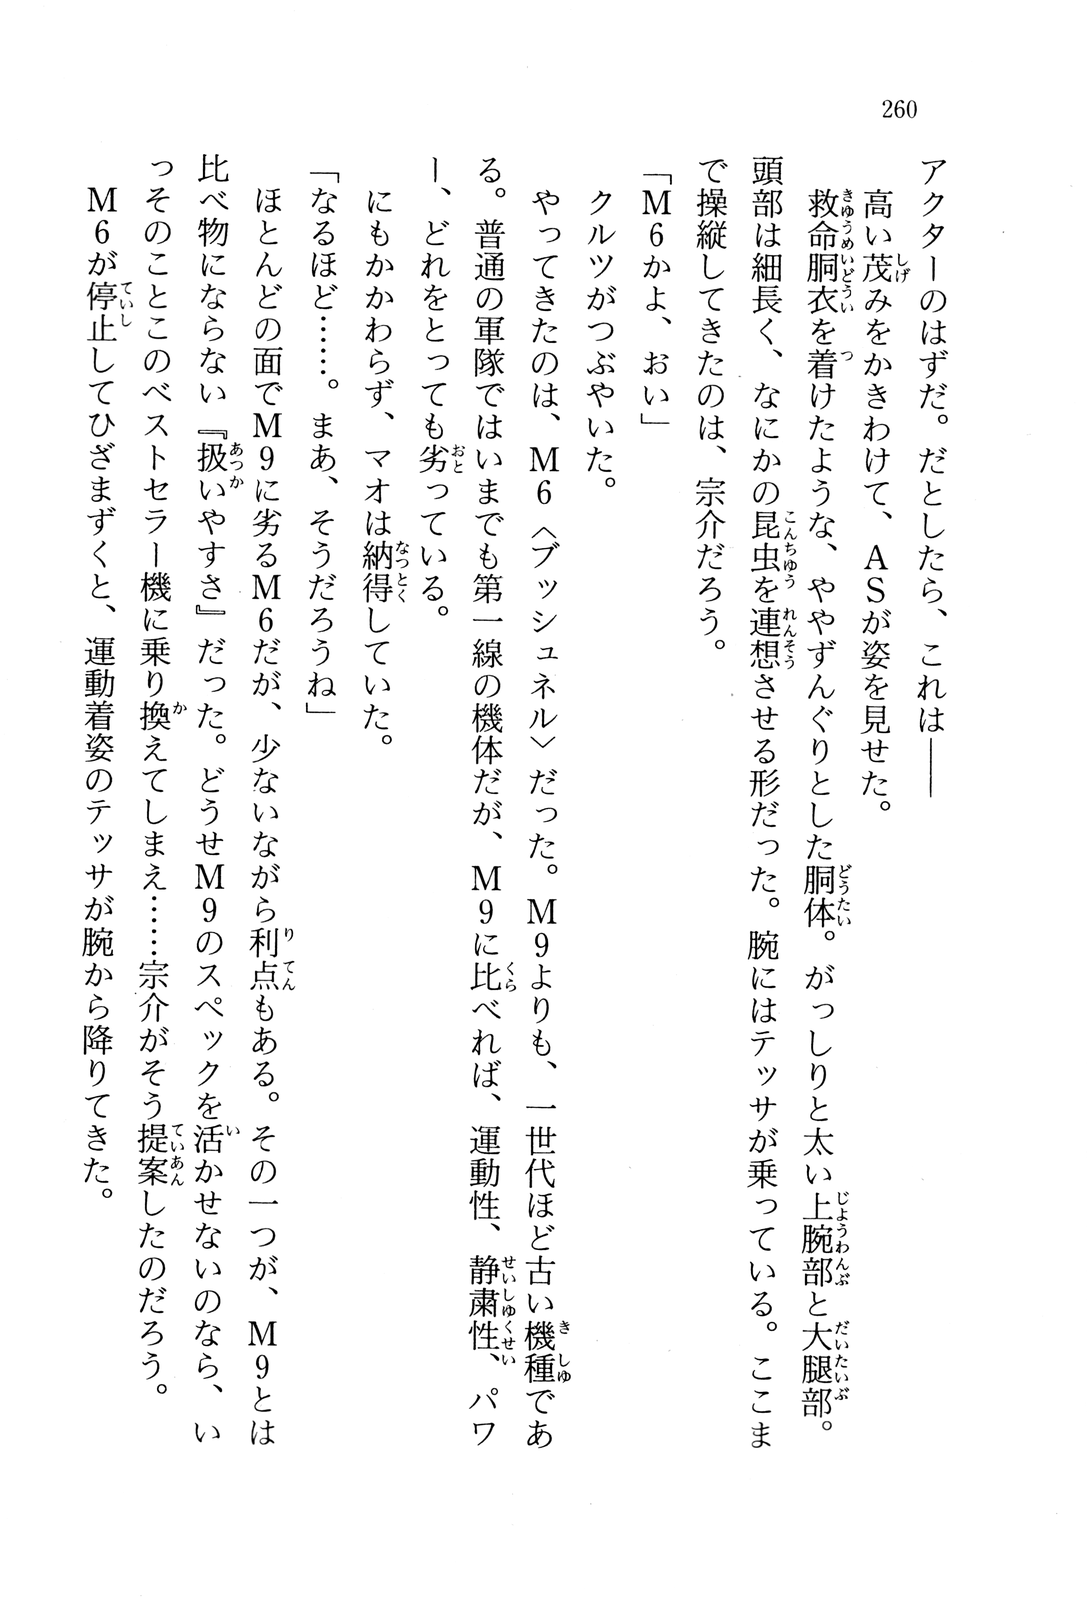 260
アクターのはずだ。だとしたら、これは――
高い茂みをかきわけて、ASが姿を見せた。
救命胴衣を着けたような、ややずんぐりとした胴体。がっしりと太い上腕部と大腿部。
頭部は細長く、なにかの昆虫を連想させる形だった。腕にはテッサが乗っている。ここま
で操縦してきたのは、宗介だろう。
「M6かよ、おい」
クルツがつぶやいた。
やってきたのは、M6〈ブッシュネル〉だった。M9よりも、一世代ほど古い機種であ
る。普通の軍隊ではいまでも第一線の機体だが、M9に比べれば、運動性、静粛性、パワ
ー、どれをとっても劣っている。
にもかかわらず、マオは納得していた。
「なるほど……。まあ、そうだろうね」
ほとんどの面でM9に劣るM6だが、少ないながら利点もある。その一つが、M9とは
比べ物にならない『扱いやすさ』だった。どうせM9のスペックを活かせないのなら、い
っそのことこのベストセラー機に乗り換えてしまえ……宗介がそう提案したのだろう。
M6が停止してひざまずくと、運動着姿のテッサが腕から降りてきた。